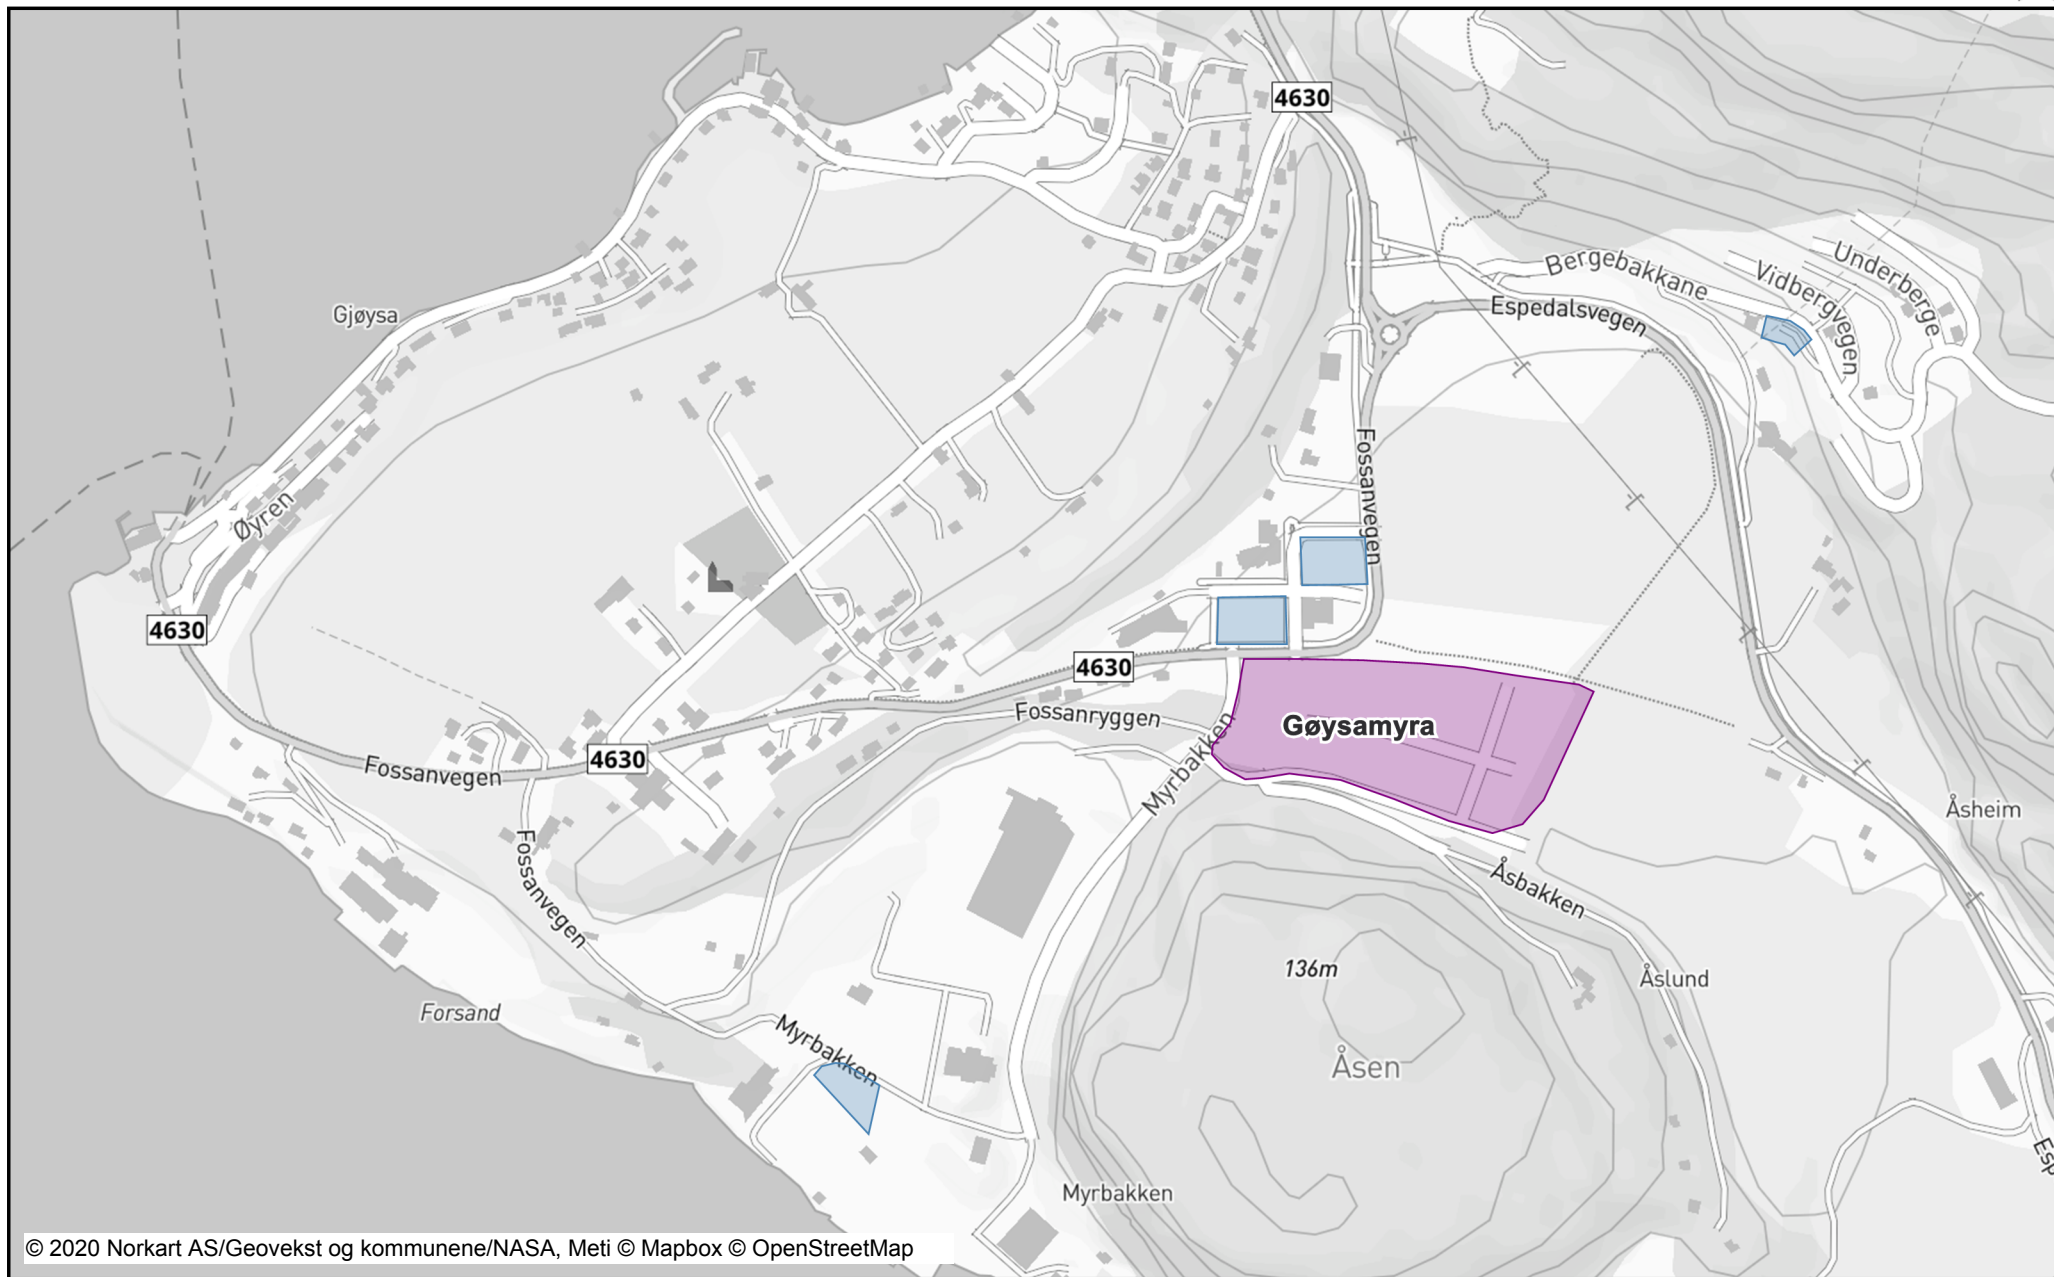 4630
Bergebakkane
Vidbergvegen
Underberge
Espedalsvegen
Gjøysa
Fossanvegen
Øyren
4630
4630
Fossanryggen
Gøysamyra
Myrbakken
4630
Fossanvegen
Åsheim
Fossanvegen
Åsbakken
136m
Åslund
Forsand
Myrbakken
Åsen
Myrbakken
Esp
© 2020 Norkart AS/Geovekst og kommunene/NASA, Meti © Mapbox © OpenStreetMap